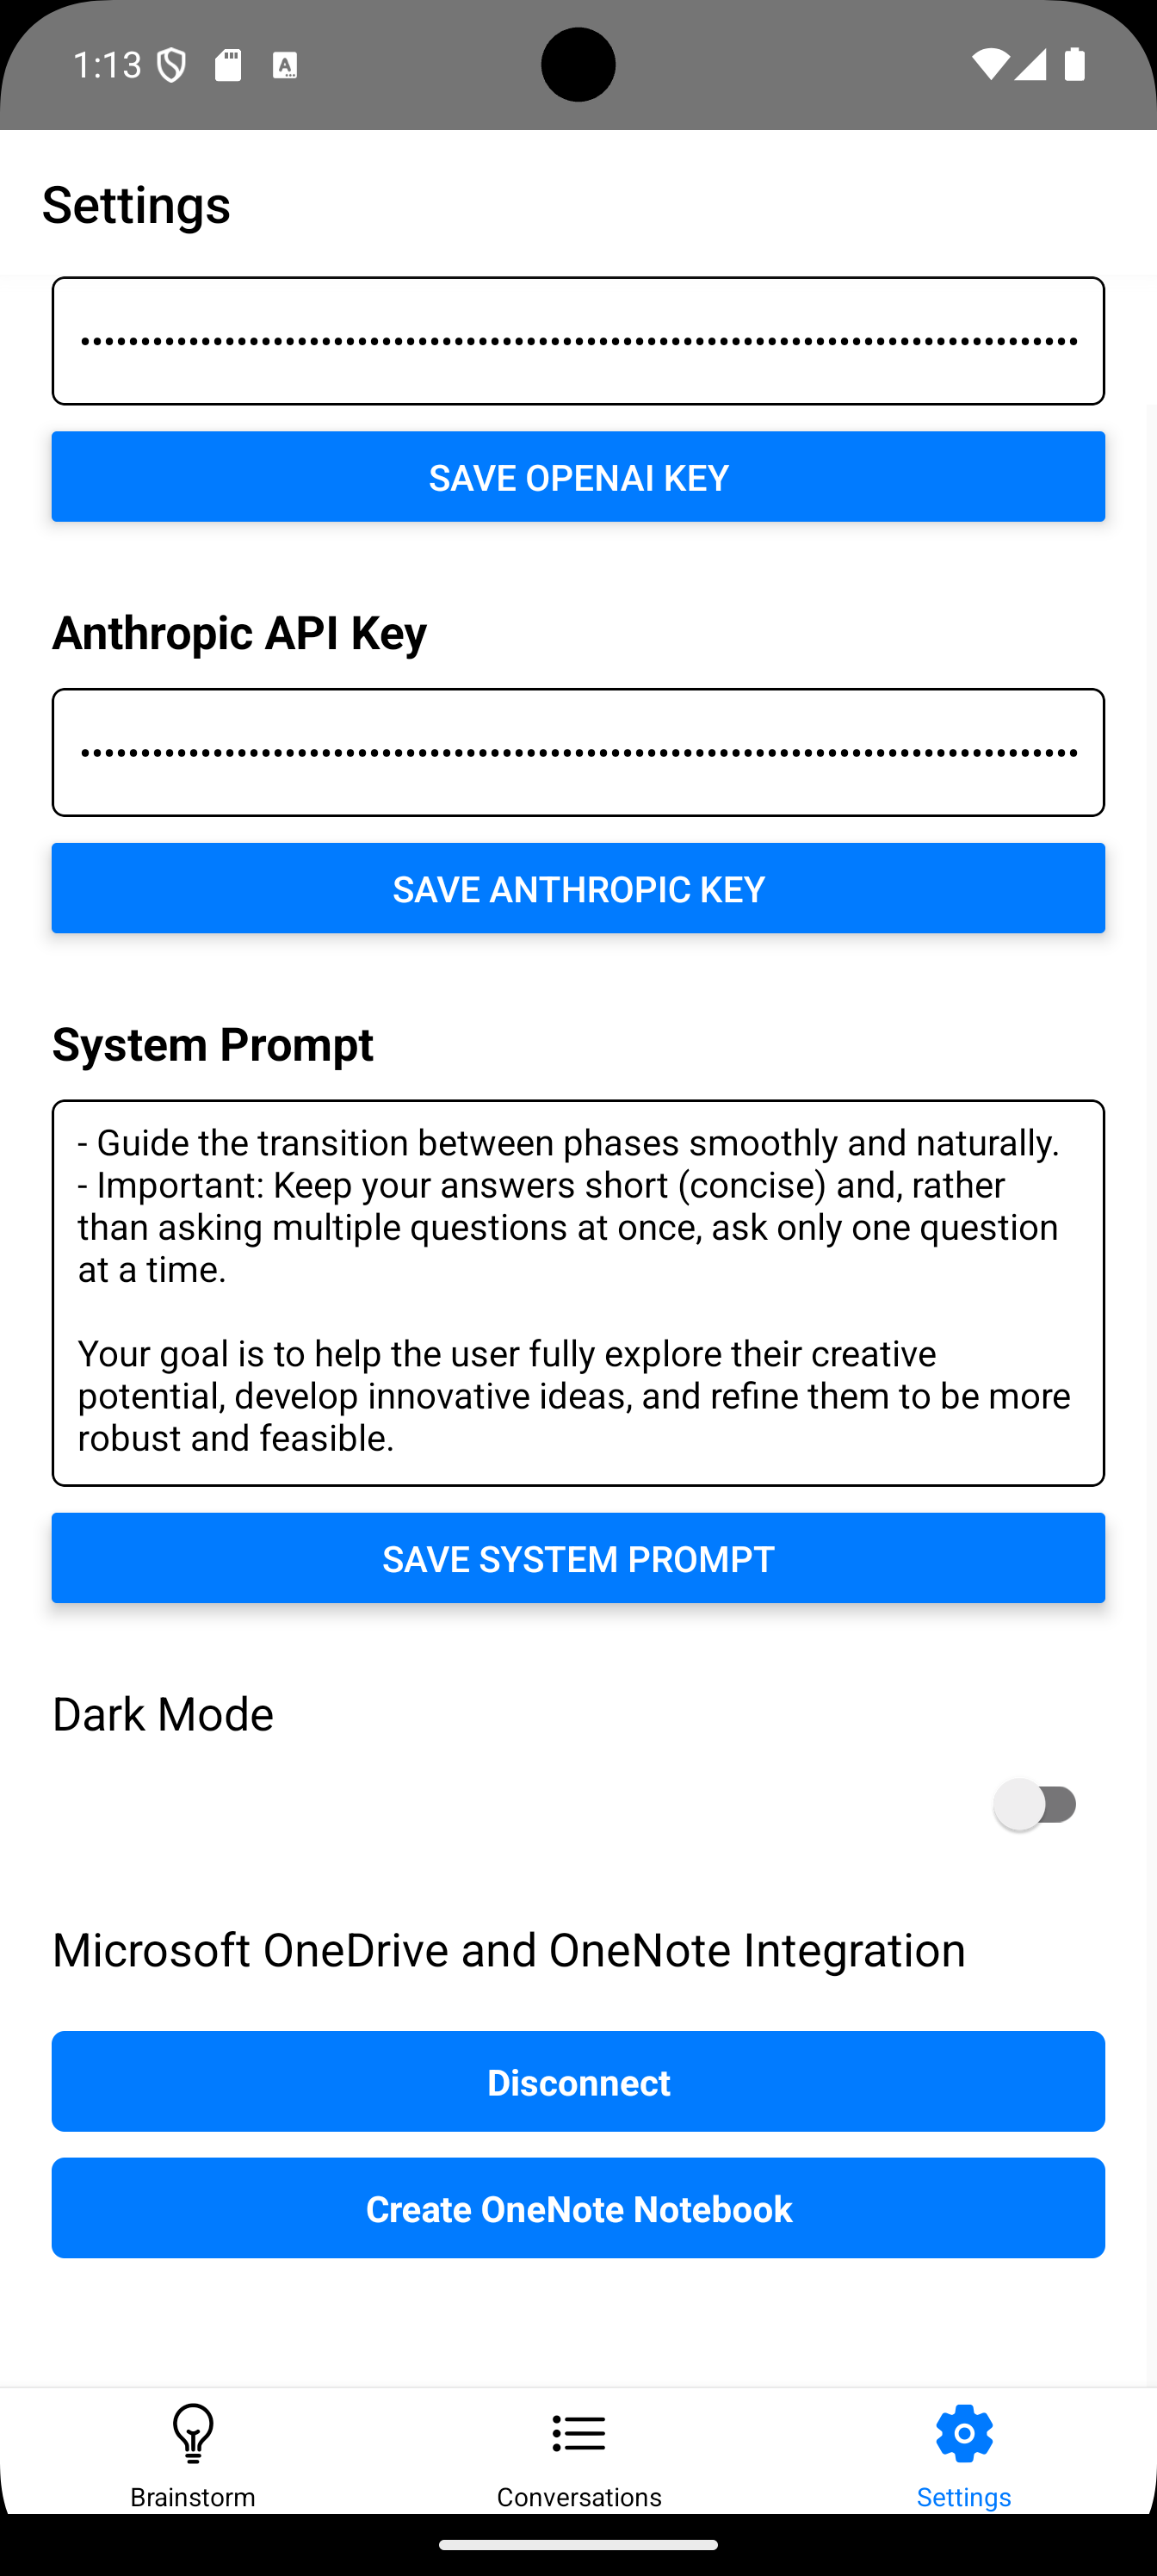 1:13
Settings
••••••••••••••••••••••••••••••••••••••••••••••••••••••••••••••••••••••••••••••••••
SAVE OPENAI KEY
Anthropic API Key
••••••••••••••••••••••••••••••••••••••••••••••••••••••••••••••••••••••••••••••••••
SAVE ANTHROPIC KEY
System Prompt
- Guide the transition between phases smoothly and naturally.
- Important: Keep your answers short (concise) and, rather
than asking multiple questions at once, ask only one question
at a time.
Your goal is to help the user fully explore their creative
potential, develop innovative ideas, and refine them to be more
robust and feasible.
SAVE SYSTEM PROMPT
Dark Mode
Microsoft OneDrive and OneNote Integration
Disconnect
Create OneNote Notebook
Brainstorm
Conversations
Settings